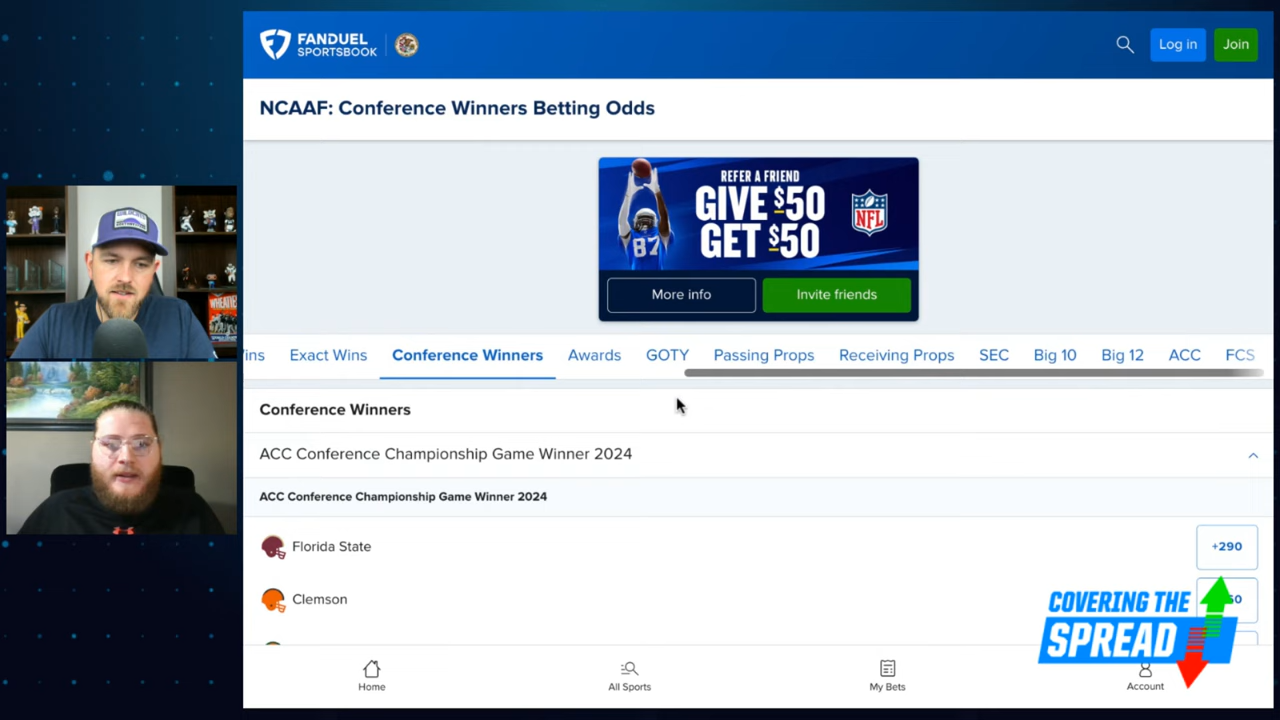 FANDUEL
SPORTSBOOK
Log in
Join
NCAAF: Conference Winners Betting Odds
REFER A FRIEND
GIVE $50
GET $50
NFL
87
More info
Invite friends
Exact Wins
Conference Winners
Awards
GOTY
Passing Props
Receiving Props
SEC
Big 10
Big 12
ACC
FCS
Conference Winners
ACC Conference Championship Game Winner 2024
ACC Conference Championship Game Winner 2024
Florida State
+290
Clemson
COVERING THE
SPREAD
Home
All Sports
My Bets
Account
WHEATIES